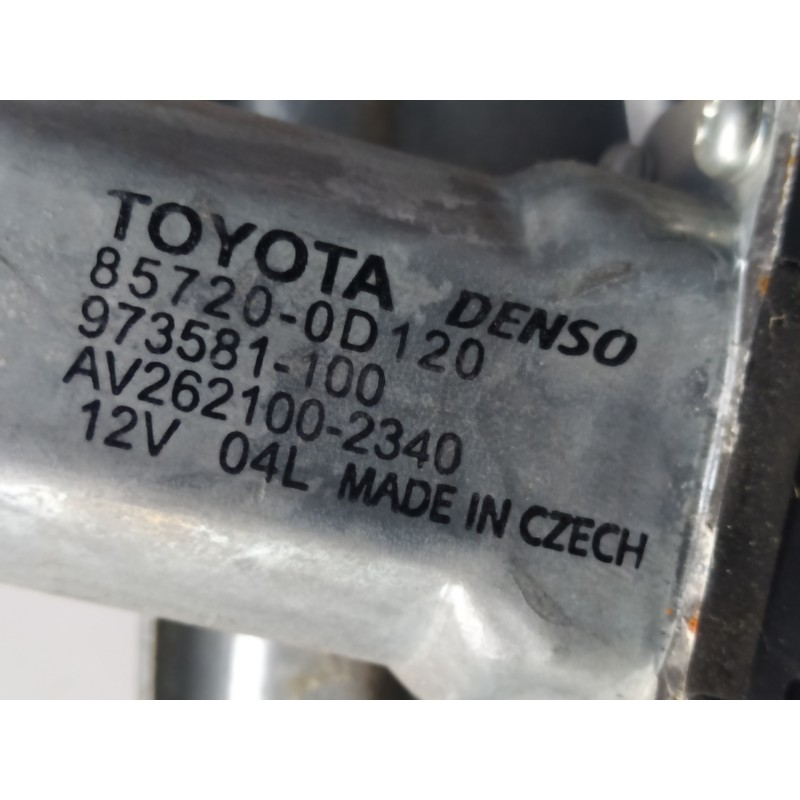 TOYOTA DENSO
85720-0D120
973581-100
AV262100-2340
12V 04L MADE IN CZECH